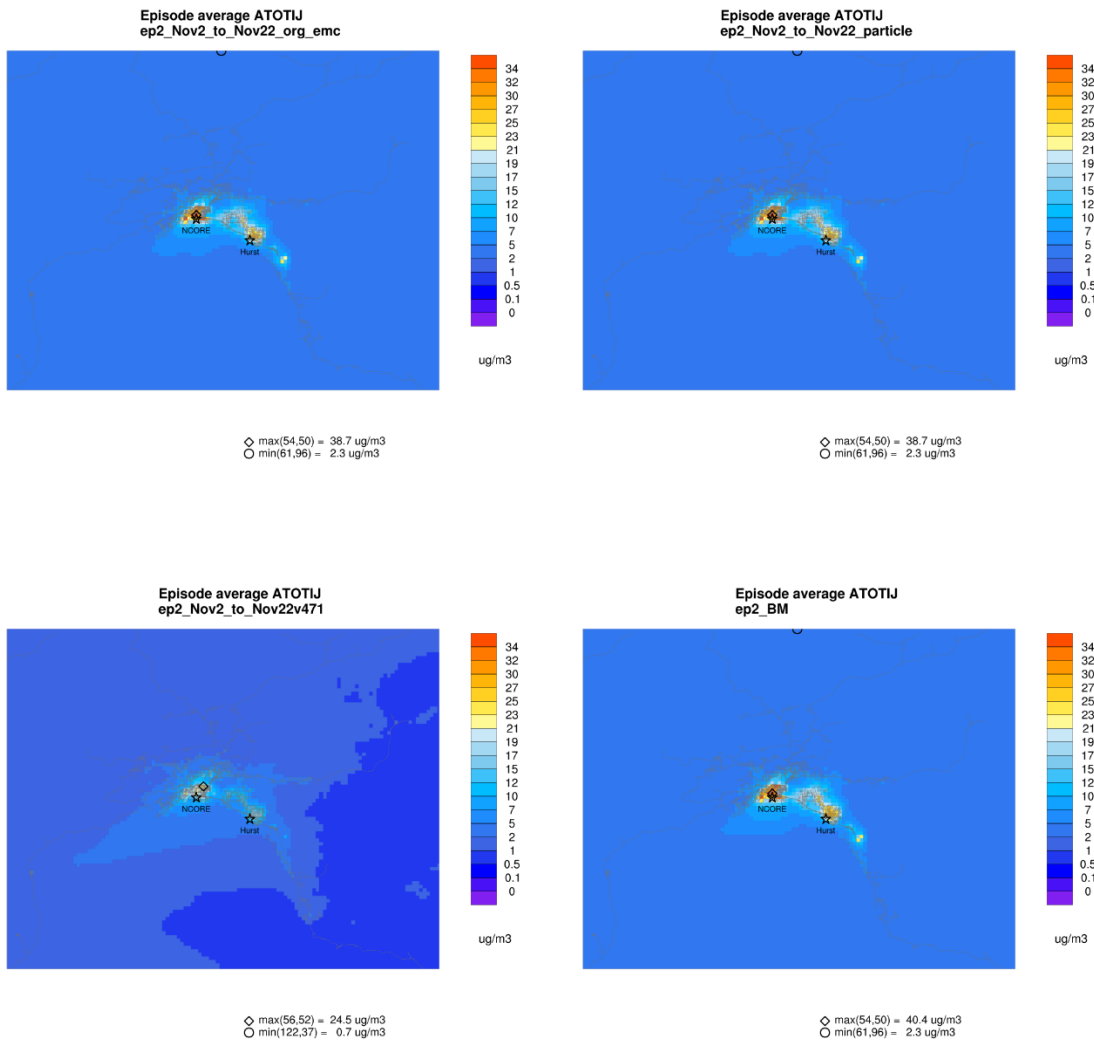 Episode average ATOTIJ
ep2_Nov2_to_Nov22_org_emc
34
32
30
27
25
23
21
19
17
15
12
10
7
5
2
1
0.5
0.1
0
ug/m3
NCORE
Hurst
max(54,50) = 38.7 ug/m3
min(61,96) = 2.3 ug/m3
Episode average ATOTIJ
ep2_Nov2_to_Nov22_particle
34
32
30
27
25
23
21
19
17
15
12
10
7
5
2
1
0.5
0.1
0
ug/m3
NCORE
Hurst
max(54,50) = 38.7 ug/m3
min(61,96) = 2.3 ug/m3
Episode average ATOTIJ
ep2_Nov2_to_Nov22v471
34
32
30
27
25
23
21
19
17
15
12
10
7
5
2
1
0.5
0.1
0
ug/m3
NCORE
Hurst
max(56,52) = 24.5 ug/m3
min(122,37) = 0.7 ug/m3
Episode average ATOTIJ
ep2_BM
34
32
30
27
25
23
21
19
17
15
12
10
7
5
2
1
0.5
0.1
0
ug/m3
NCORE
Hurst
max(54,50) = 40.4 ug/m3
min(61,96) = 2.3 ug/m3